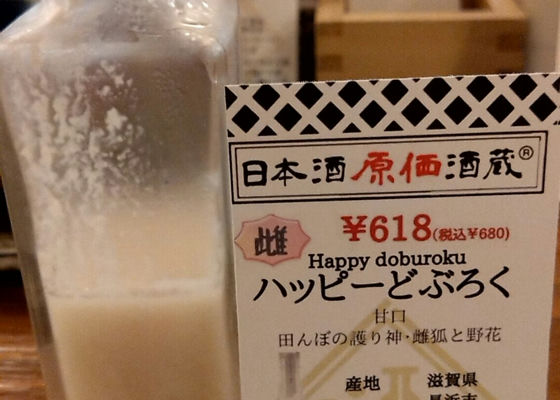 日本酒原価酒蔵®
雌
¥618(税込¥680)
Happy doburoku
ハッピーどぶろく
甘口
田んぼの護り神・雌狐と野花
産地 滋賀県
長浜市